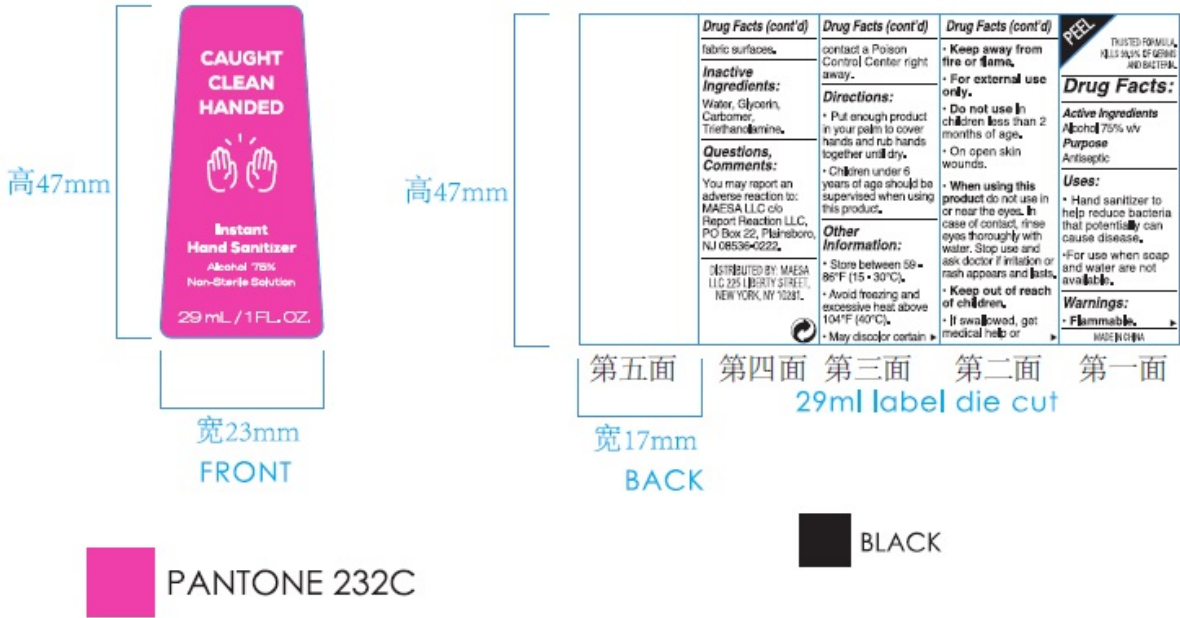 CAUGHT
CLEAN
HANDED
Instant
Hand Sanitizer
Alcohol 75%
Non-Sterile Solution
29 mL / 1 FL. OZ.
高47mm
宽23mm
FRONT
高47mm
Drug Facts (cont'd)
fabric surfaces.
Inactive
Ingredients:
Water, Glycerin,
Carbomer,
Triethanolamine.
Questions,
Comments:
You may report an
adverse reaction to:
MAESA LLC c/o
Report Reaction LLC,
PO Box 22, Plainsboro,
NJ 08536-0222.
DISTRIBUTED BY: MAESA
LLC 225 LIBERTY STREET,
NEW YORK, NY 10281.
Drug Facts (cont'd)
contact a Poison
Control Center right
away.
Directions:
• Put enough product
in your palm to cover
hands and rub hands
together until dry.
• Children under 6
years of age should be
supervised when using
this product.
Other
Information:
• Store between 59 -
86°F (15 - 30°C).
• Avoid freezing and
excessive heat above
104°F (40°C).
• May discolor certain ▶
Drug Facts (cont'd)
• Keep away from
fire or flame.
• For external use
only.
• Do not use in
children less than 2
months of age.
• On open skin
wounds.
• When using this
product do not use in
or near the eyes. In
case of contact, rinse
eyes thoroughly with
water. Stop use and
ask doctor if irritation or
rash appears and lasts.
• Keep out of reach
of children.
• If swallowed, get
medical help or ▶
PEEL
TRUSTED FORMULA.
KILLS 99.9% OF GERMS
AND BACTERIA.
Drug Facts:
Active Ingredients
Alcohol 75% v/v
Purpose
Antiseptic
Uses:
• Hand sanitizer to
help reduce bacteria
that potentially can
cause disease.
•For use when soap
and water are not
available.
Warnings:
• Flammable. ▶
MADE IN CHINA
第五面 第四面 第三面 第二面 第一面
29ml label die cut
宽17mm
BACK
PANTONE 232C
BLACK